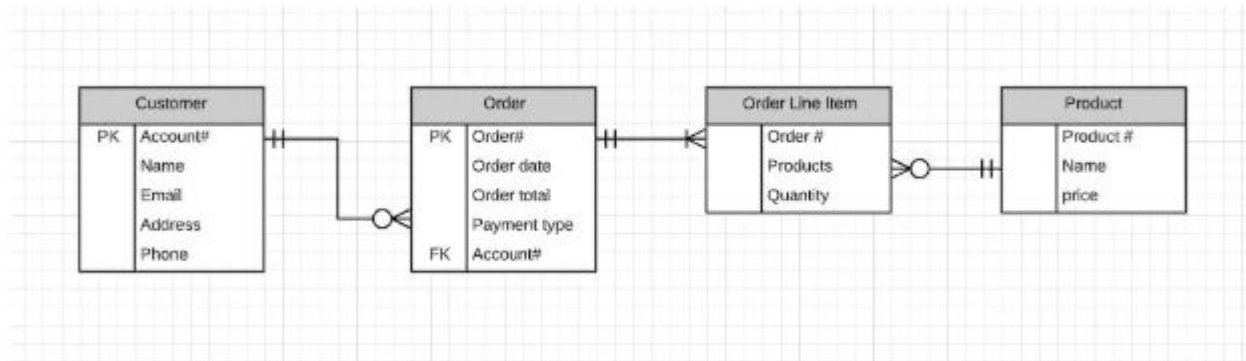 Customer
PK Account#
Name
Email
Address
Phone
Order
PK Order#
Order date
Order total
Payment type
FK Account#
Order Line Item
Order #
Products
Quantity
Product
Product #
Name
price